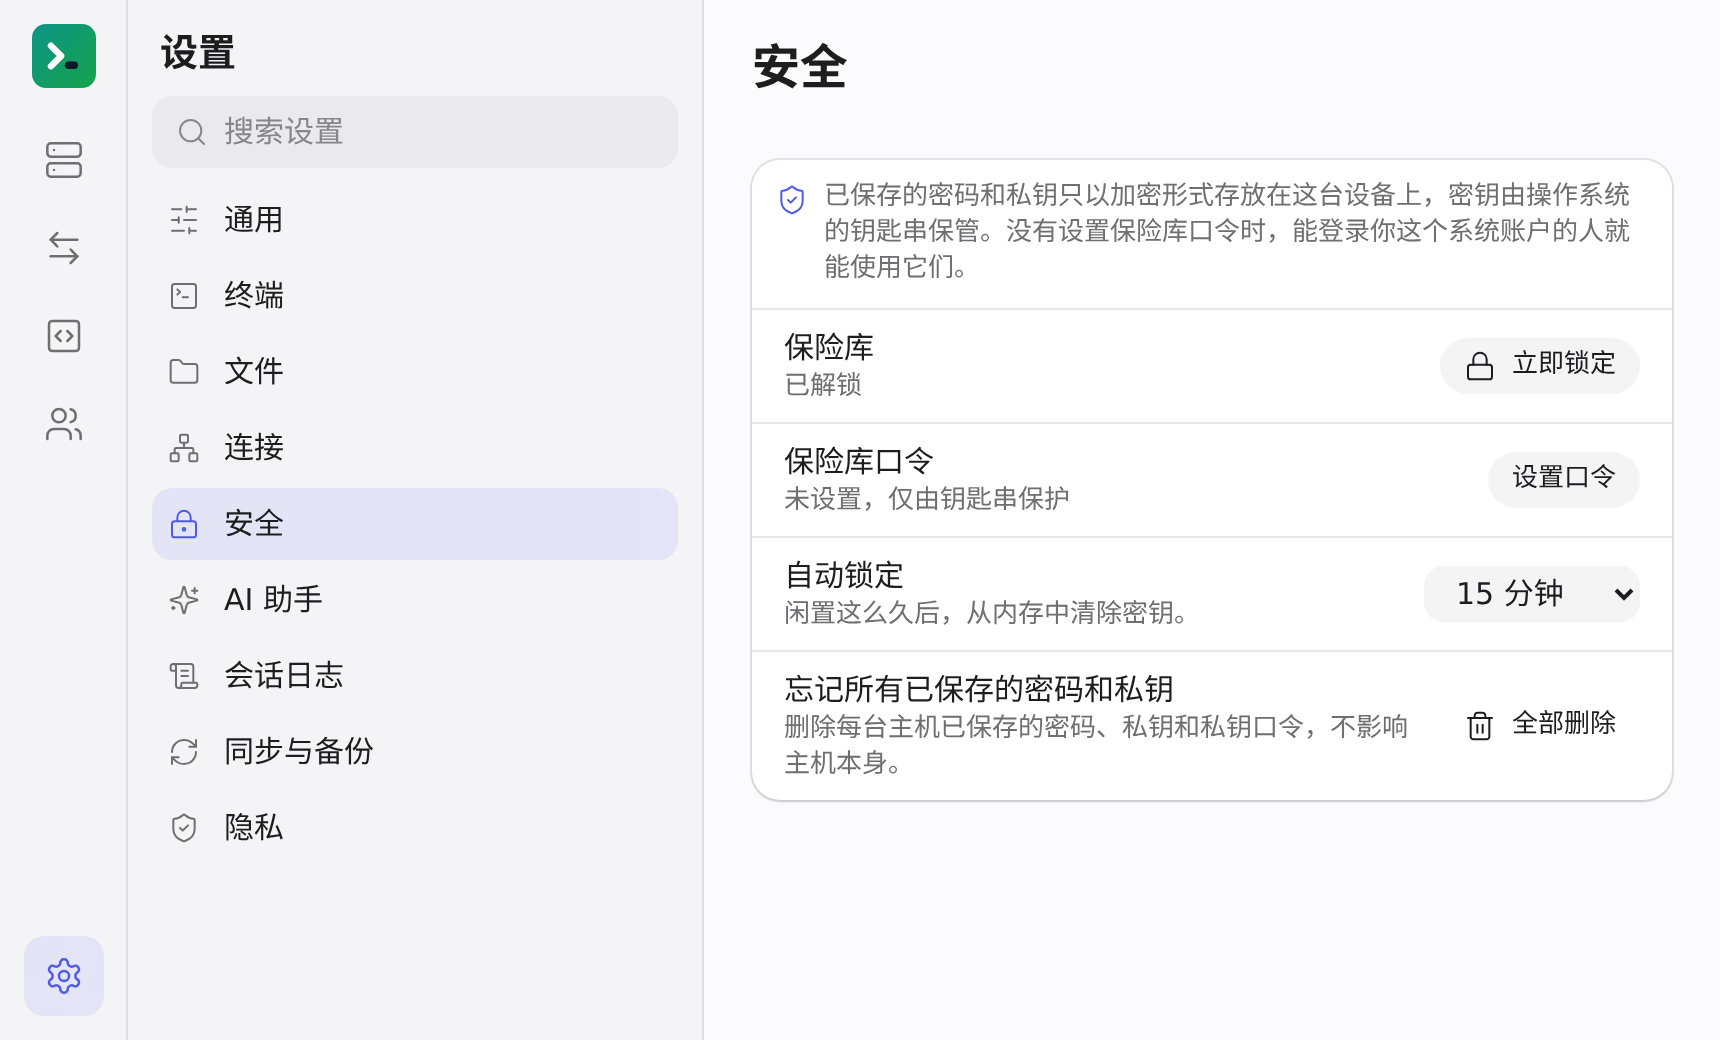 设置
搜索设置
通用
终端
文件
连接
安全
AI 助手
会话日志
同步与备份
隐私
安全
已保存的密码和私钥只以加密形式存放在这台设备上，密钥由操作系统
的钥匙串保管。没有设置保险库口令时，能登录你这个系统账户的人就
能使用它们。
保险库
已解锁
立即锁定
保险库口令
未设置，仅由钥匙串保护
设置口令
自动锁定
闲置这么久后，从内存中清除密钥。
15 分钟
忘记所有已保存的密码和私钥
删除每台主机已保存的密码、私钥和私钥口令，不影响
主机本身。
全部删除